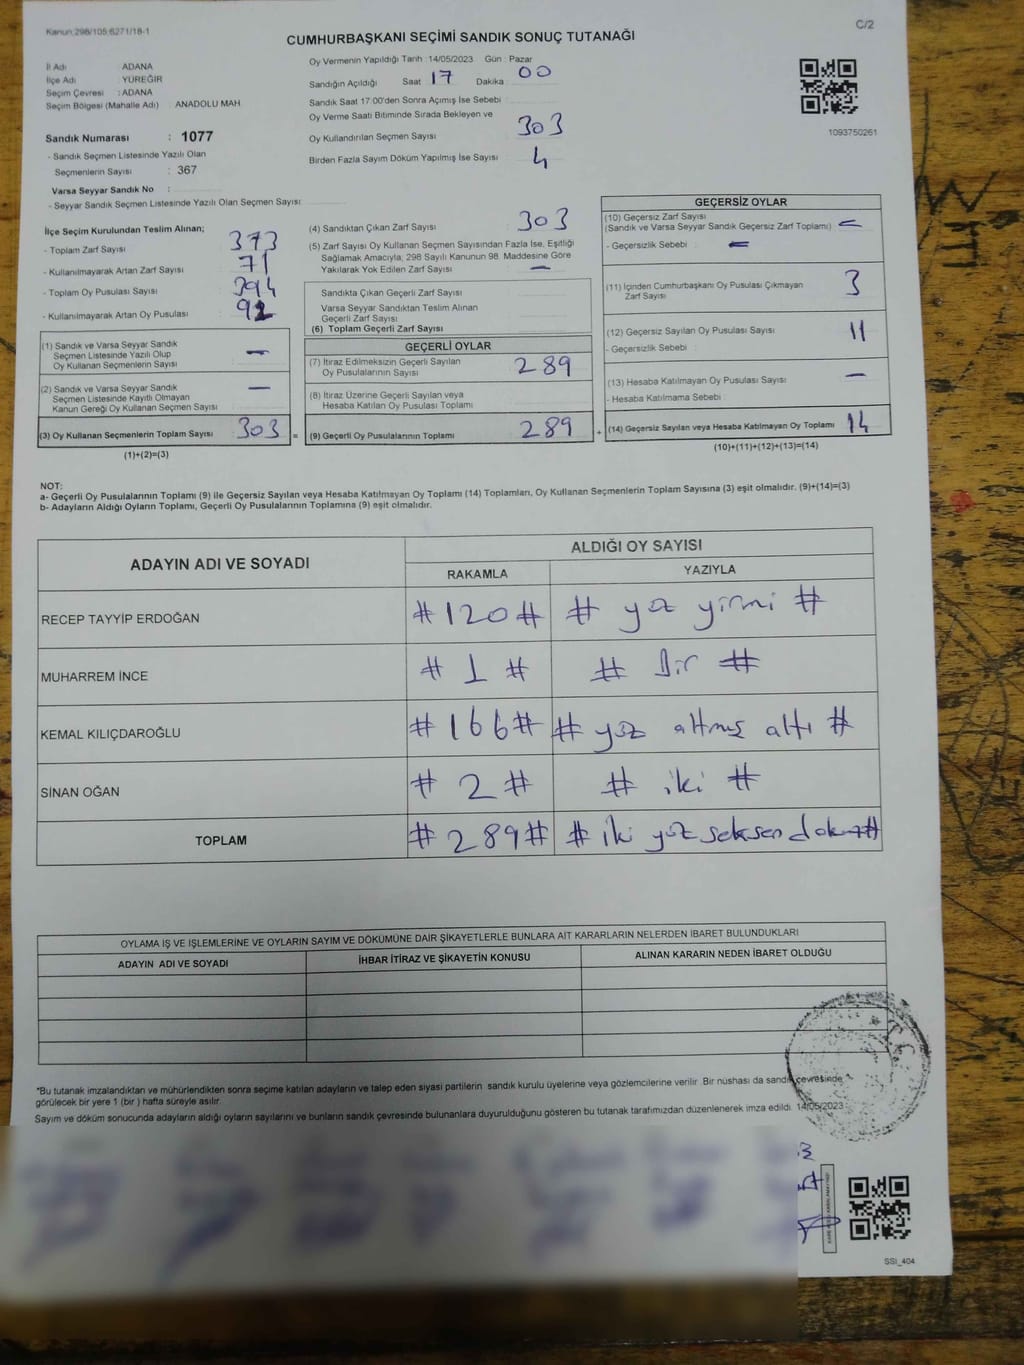 Kanun:298/105;6271/18-1
C/2
CUMHURBAŞKANI SEÇİMİ SANDIK SONUÇ TUTANAĞI
İl Adı : ADANA
İlçe Adı : YÜREĞİR
Seçim Çevresi : ADANA
Seçim Bölgesi (Mahalle Adı) : ANADOLU MAH.
Sandık Numarası : 1077
- Sandık Seçmen Listesinde Yazılı Olan
Seçmenlerin Sayısı : 367
Varsa Seyyar Sandık No :
- Seyyar Sandık Seçmen Listesinde Yazılı Olan Seçmen Sayısı:
Oy Vermenin Yapıldığı Tarih : 14/05/2023 Gün : Pazar
Sandığın Açıldığı Saat 17 Dakika 00
Sandık Saat 17:00'den Sonra Açımış İse Sebebi
Oy Verme Saati Bitiminde Sırada Bekleyen ve
Oy Kullandırılan Seçmen Sayısı 303
Birden Fazla Sayım Döküm Yapılmış İse Sayısı 4
1093750261
İlçe Seçim Kurulundan Teslim Alınan;
- Toplam Zarf Sayısı 373
- Kullanılmayarak Artan Zarf Sayısı 71
- Toplam Oy Pusulası Sayısı 394
- Kullanılmayarak Artan Oy Pusulası 92
(1) Sandık ve Varsa Seyyar Sandık
Seçmen Listesinde Yazılı Olup
Oy Kullanan Seçmenlerin Sayısı —
(2) Sandık ve Varsa Seyyar Sandık
Seçmen Listesinde Kayıtlı Olmayan
Kanun Gereği Oy Kullanan Seçmen Sayısı —
(3) Oy Kullanan Seçmenlerin Toplam Sayısı 303 =
(1)+(2)=(3)
(4) Sandıktan Çıkan Zarf Sayısı 303
(5) Zarf Sayısı Oy Kullanan Seçmen Sayısından Fazla İse, Eşitliği
Sağlamak Amacıyla; 298 Sayılı Kanunun 98. Maddesine Göre
Yakılarak Yok Edilen Zarf Sayısı —
Sandıkta Çıkan Geçerli Zarf Sayısı
Varsa Seyyar Sandıktan Teslim Alınan
Geçerli Zarf Sayısı
(6) Toplam Geçerli Zarf Sayısı
GEÇERLİ OYLAR
(7) İtiraz Edilmeksizin Geçerli Sayılan
Oy Pusulalarının Sayısı 289
(8) İtiraz Üzerine Geçerli Sayılan veya
Hesaba Katılan Oy Pusulası Toplamı
(9) Geçerli Oy Pusulalarının Toplamı 289 +
GEÇERSİZ OYLAR
(10) Geçersiz Zarf Sayısı
(Sandık ve Varsa Seyyar Sandık Geçersiz Zarf Toplamı) —
- Geçersizlik Sebebi : —
(11) İçinden Cumhurbaşkanı Oy Pusulası Çıkmayan
Zarf Sayısı 3
(12) Geçersiz Sayılan Oy Pusulası Sayısı 11
- Geçersizlik Sebebi :
(13) Hesaba Katılmayan Oy Pusulası Sayısı —
- Hesaba Katılmama Sebebi
(14) Geçersiz Sayılan veya Hesaba Katılmayan Oy Toplamı 14
(10)+(11)+(12)+(13)=(14)
NOT:
a- Geçerli Oy Pusulalarının Toplamı (9) ile Geçersiz Sayılan veya Hesaba Katılmayan Oy Toplamı (14) Toplamları, Oy Kullanan Seçmenlerin Toplam Sayısına (3) eşit olmalıdır. (9)+(14)=(3)
b- Adayların Aldığı Oyların Toplamı, Geçerli Oy Pusulalarının Toplamına (9) eşit olmalıdır.
ADAYIN ADI VE SOYADI ALDIĞI OY SAYISI
RAKAMLA YAZIYLA
RECEP TAYYİP ERDOĞAN #120# # yüz yirmi #
MUHARREM İNCE # 1 # # bir #
KEMAL KILIÇDAROĞLU #166# # yüz altmış altı #
SİNAN OĞAN # 2 # # iki #
TOPLAM #289# # iki yüz seksen dokuz#
OYLAMA İŞ VE İŞLEMLERİNE VE OYLARIN SAYIM VE DÖKÜMÜNE DAİR ŞİKAYETLERLE BUNLARA AİT KARARLARIN NELERDEN İBARET BULUNDUKLARI
ADAYIN ADI VE SOYADI İHBAR İTİRAZ VE ŞİKAYETİN KONUSU ALINAN KARARIN NEDEN İBARET OLDUĞU
*Bu tutanak imzalandıktan ve mühürlendikten sonra seçime katılan adayların ve talep eden siyasi partilerin sandık kurulu üyelerine veya gözlemcilerine verilir. Bir nüshası da sandık çevresinde
görülecek bir yere 1 (bir ) hafta süreyle asılır.
Sayım ve döküm sonucunda adayların aldığı oyların sayılarını ve bunların sandık çevresinde bulunanlara duyurulduğunu gösteren bu tutanak tarafımızdan düzenlenerek imza edildi. 14/05/2023
SSI_404